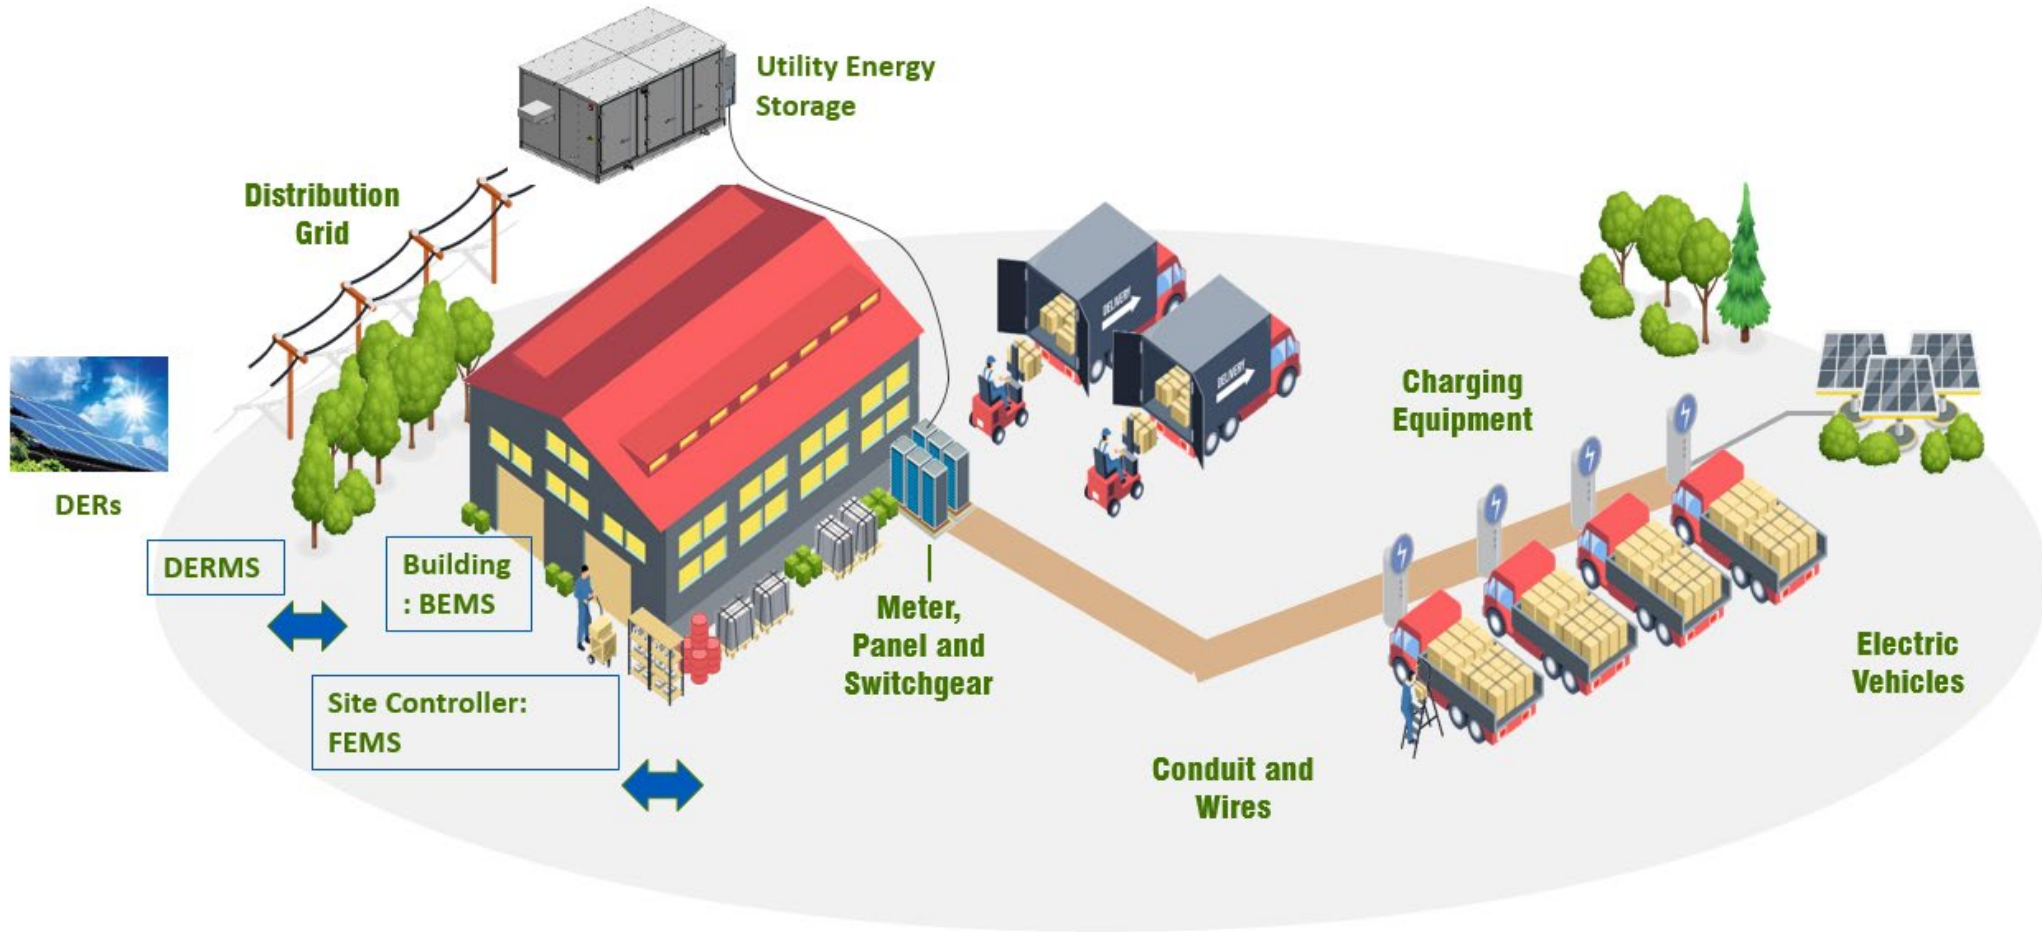 Utility Energy
Storage
Distribution
Grid
DELIVERY
DELIVERY
Charging
Equipment
DERs
DERMS
Building
: BEMS
Meter,
Panel and
Switchgear
Electric
Vehicles
Site Controller:
FEMS
Conduit and
Wires